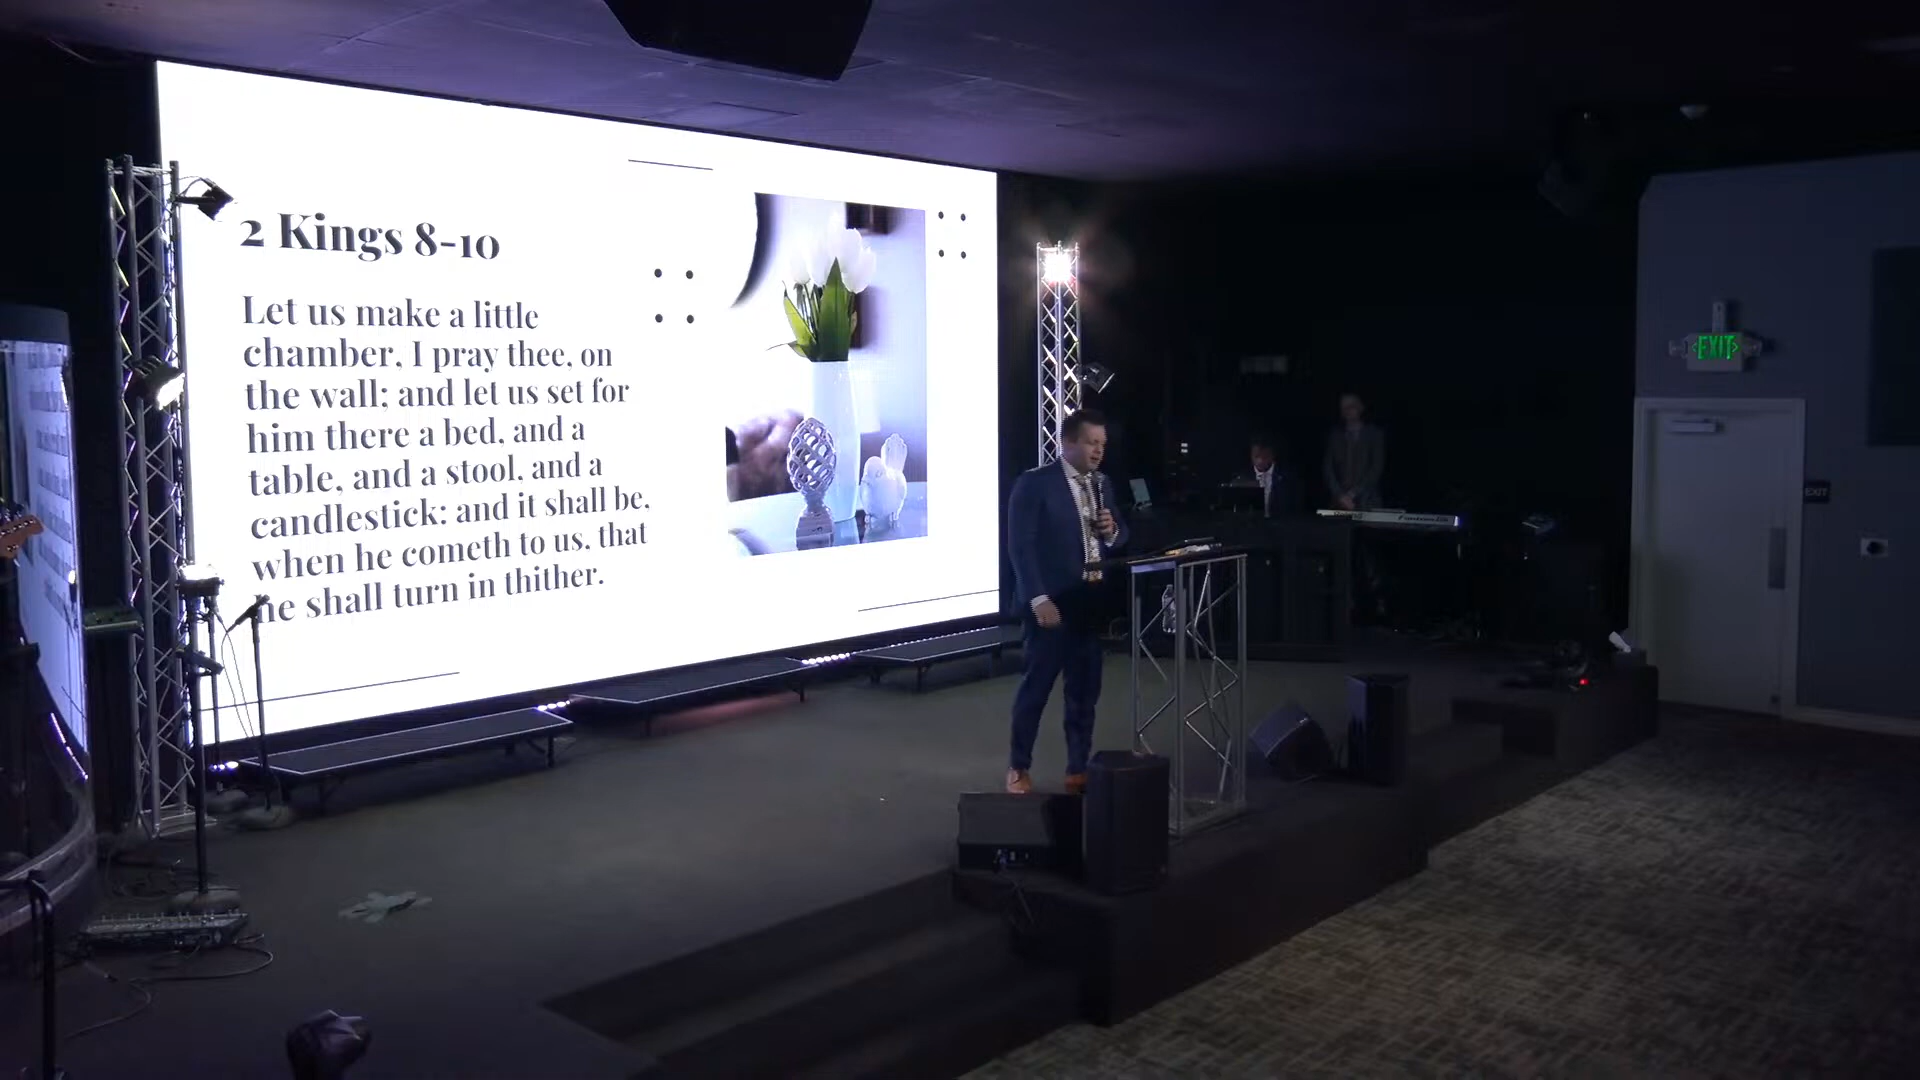 2 Kings 8-10
Let us make a little
chamber, I pray thee, on
the wall; and let us set for
him there a bed, and a
table, and a stool, and a
candlestick: and it shall be,
when he cometh to us, that
he shall turn in thither.
EXIT
EXIT